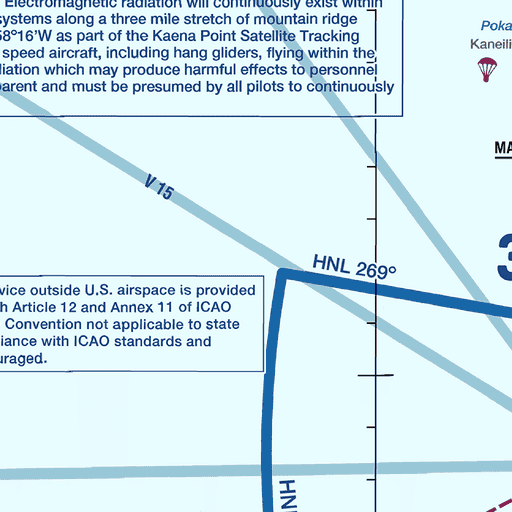 Electromagnetic radiation will continuously exist within
systems along a three mile stretch of mountain ridge
58°16'W as part of the Kaena Point Satellite Tracking
speed aircraft, including hang gliders, flying within the
diation which may produce harmful effects to personnel
parent and must be presumed by all pilots to continuously
Poka
Kaneili
MA
V 15
3
HNL 269°
vice outside U.S. airspace is provided
h Article 12 and Annex 11 of ICAO
Convention not applicable to state
iance with ICAO standards and
uraged.
HN